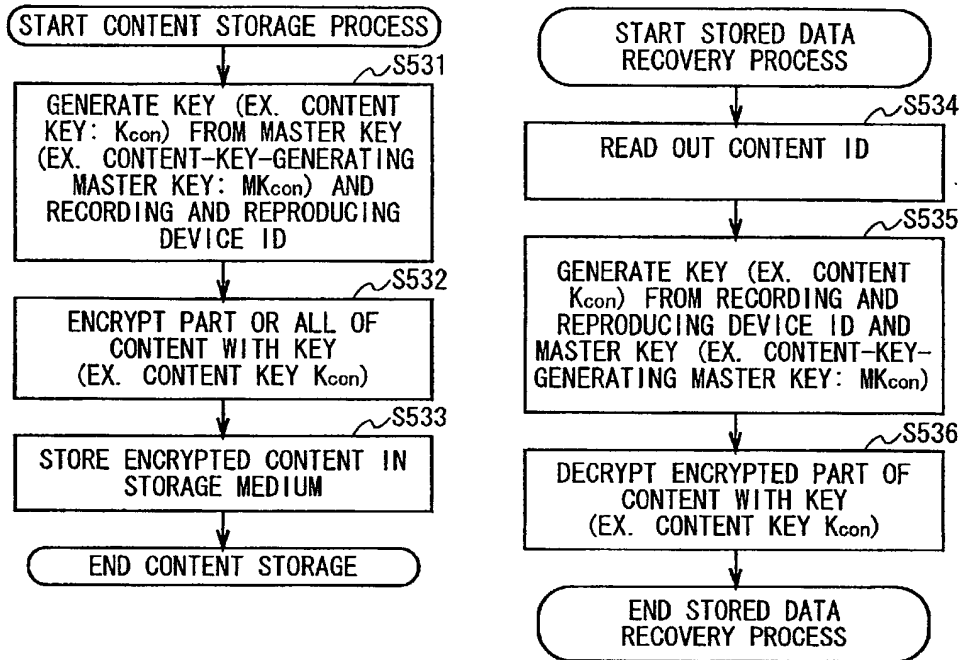 START CONTENT STORAGE PROCESS
S531
GENERATE KEY (EX. CONTENT
KEY: Kcon) FROM MASTER KEY
(EX. CONTENT-KEY-GENERATING
MASTER KEY: MKcon) AND
RECORDING AND REPRODUCING
DEVICE ID
S532
ENCRYPT PART OR ALL OF
CONTENT WITH KEY
(EX. CONTENT KEY Kcon)
S533
STORE ENCRYPTED CONTENT IN
STORAGE MEDIUM
END CONTENT STORAGE
START STORED DATA
RECOVERY PROCESS
S534
READ OUT CONTENT ID
S535
GENERATE KEY (EX. CONTENT
Kcon) FROM RECORDING AND
REPRODUCING DEVICE ID AND
MASTER KEY (EX. CONTENT-KEY-
GENERATING MASTER KEY: MKcon)
S536
DECRYPT ENCRYPTED PART OF
CONTENT WITH KEY
(EX. CONTENT KEY Kcon)
END STORED DATA
RECOVERY PROCESS